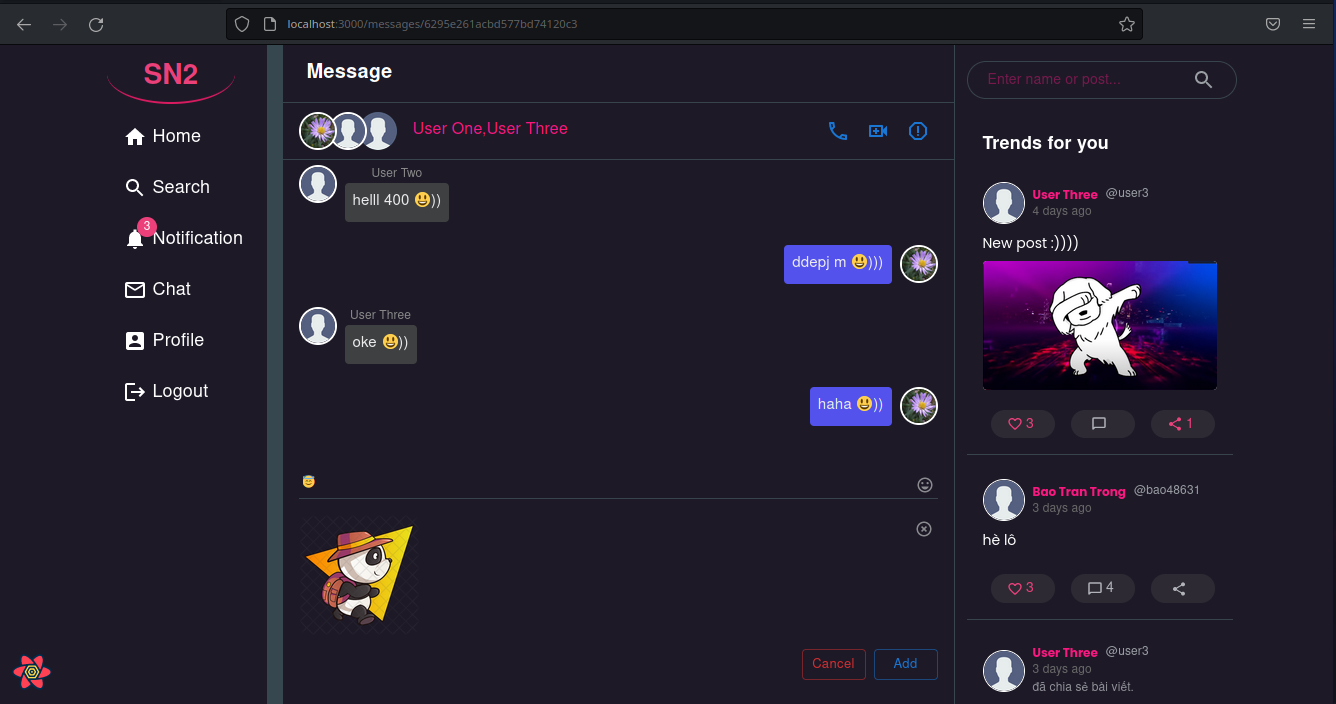 localhost:3000/messages/6295e261acbd577bd74120c3
SN2
Home
Search
3
Notification
Chat
Profile
Logout
Message
User One,User Three
User Two
helll 400 😃))
ddepj m 😃)))
User Three
oke 😃))
haha 😃))
😇
Cancel
Add
Enter name or post...
Trends for you
User Three @user3
4 days ago
New post :))))
3
1
Bao Tran Trong @bao48631
3 days ago
hè lô
3
4
User Three @user3
3 days ago
đã chia sẻ bài viết.